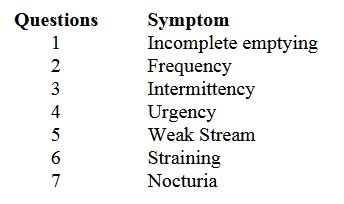 Questions Symptom
1 Incomplete emptying
2 Frequency
3 Intermittency
4 Urgency
5 Weak Stream
6 Straining
7 Nocturia